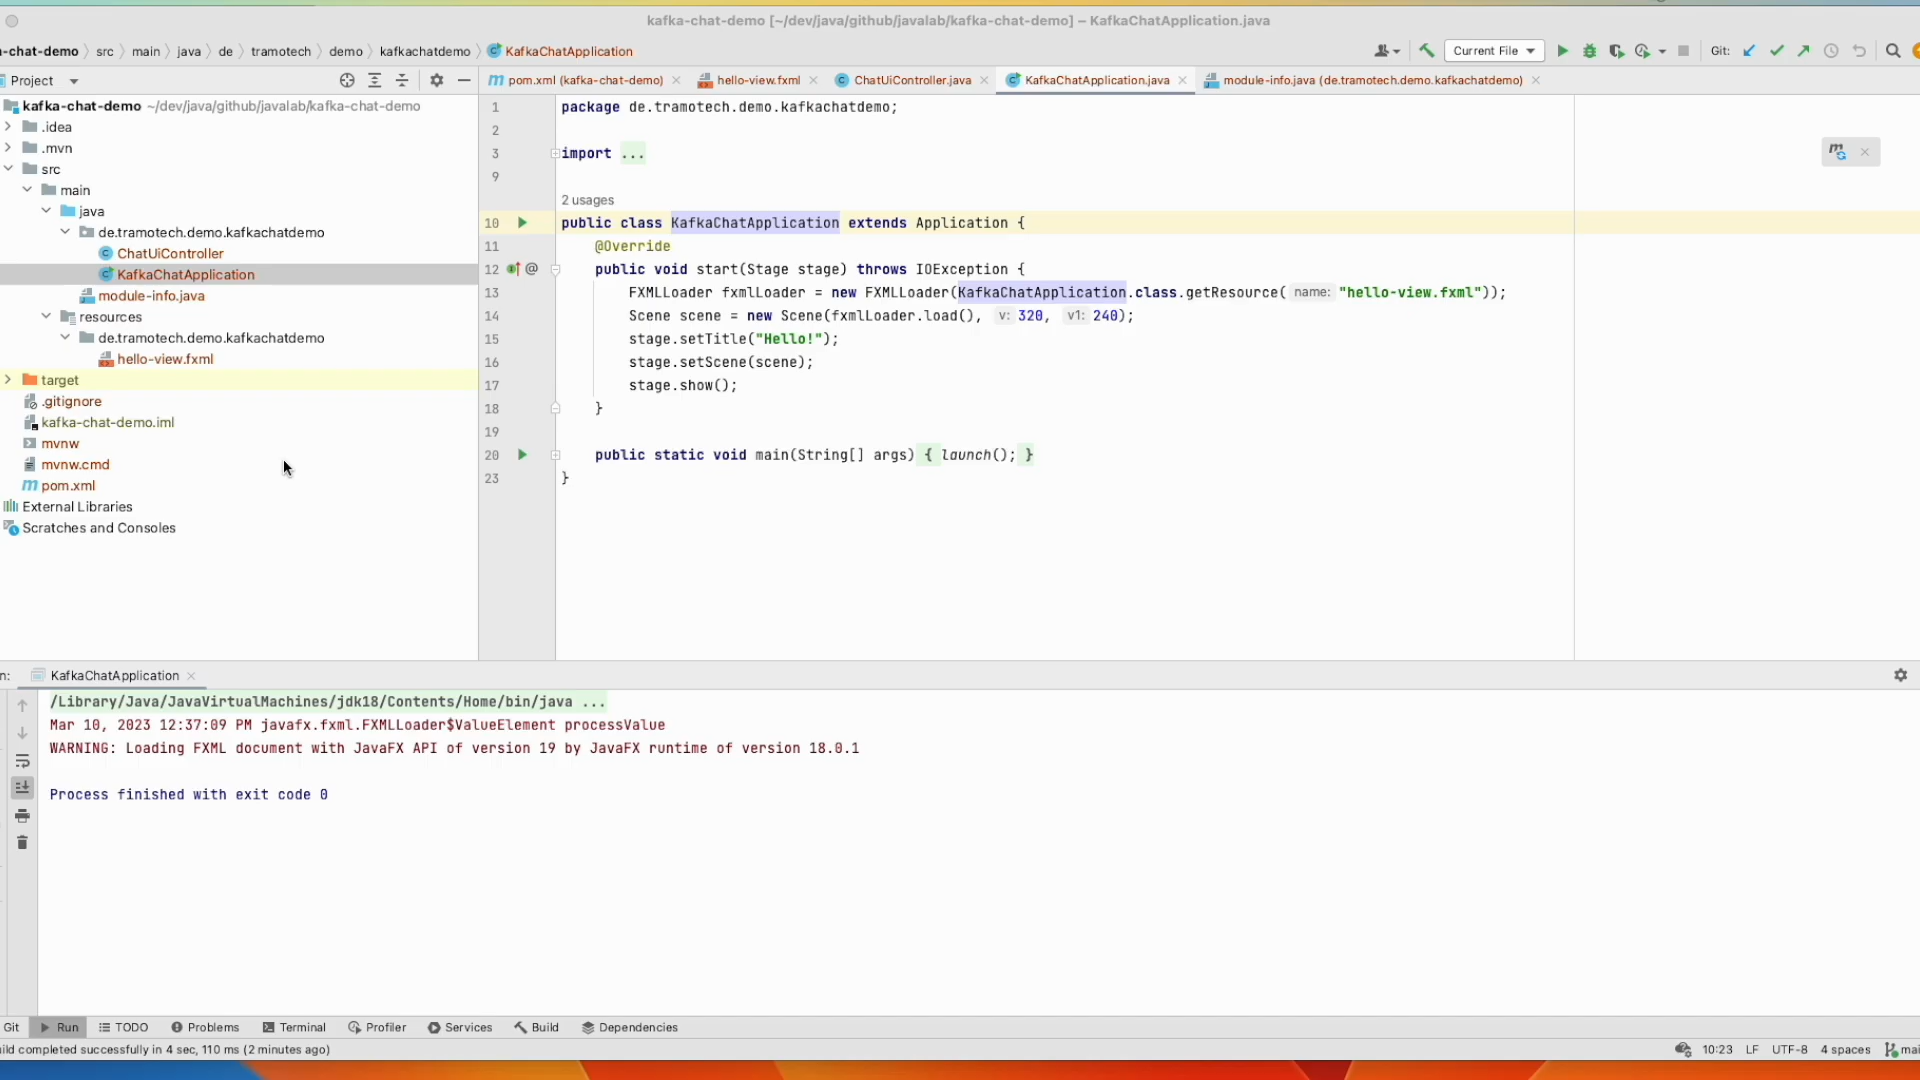 kafka-chat-demo [~/dev/java/github/javalab/kafka-chat-demo] – KafkaChatApplication.java
a-chat-demo src main java de tramotech demo kafkachatdemo KafkaChatApplication
Current File Git:
Project
pom.xml (kafka-chat-demo) hello-view.fxml ChatUiController.java KafkaChatApplication.java module-info.java (de.tramotech.demo.kafkachatdemo)
kafka-chat-demo ~/dev/java/github/javalab/kafka-chat-demo
.idea
.mvn
src
main
java
de.tramotech.demo.kafkachatdemo
ChatUiController
KafkaChatApplication
module-info.java
resources
de.tramotech.demo.kafkachatdemo
hello-view.fxml
target
.gitignore
kafka-chat-demo.iml
mvnw
mvnw.cmd
pom.xml
External Libraries
Scratches and Consoles
1 package de.tramotech.demo.kafkachatdemo;
2
3 import ...
9
2 usages
10 public class KafkaChatApplication extends Application {
11 @Override
12 @ public void start(Stage stage) throws IOException {
13 FXMLLoader fxmlLoader = new FXMLLoader(KafkaChatApplication.class.getResource( name: "hello-view.fxml"));
14 Scene scene = new Scene(fxmlLoader.load(), v: 320, v1: 240);
15 stage.setTitle("Hello!");
16 stage.setScene(scene);
17 stage.show();
18 }
19
20 public static void main(String[] args) { launch(); }
23 }
n: KafkaChatApplication
/Library/Java/JavaVirtualMachines/jdk18/Contents/Home/bin/java ...
Mar 10, 2023 12:37:09 PM javafx.fxml.FXMLLoader$ValueElement processValue
WARNING: Loading FXML document with JavaFX API of version 19 by JavaFX runtime of version 18.0.1
Process finished with exit code 0
Git Run TODO Problems Terminal Profiler Services Build Dependencies
ild completed successfully in 4 sec, 110 ms (2 minutes ago) 10:23 LF UTF-8 4 spaces mai